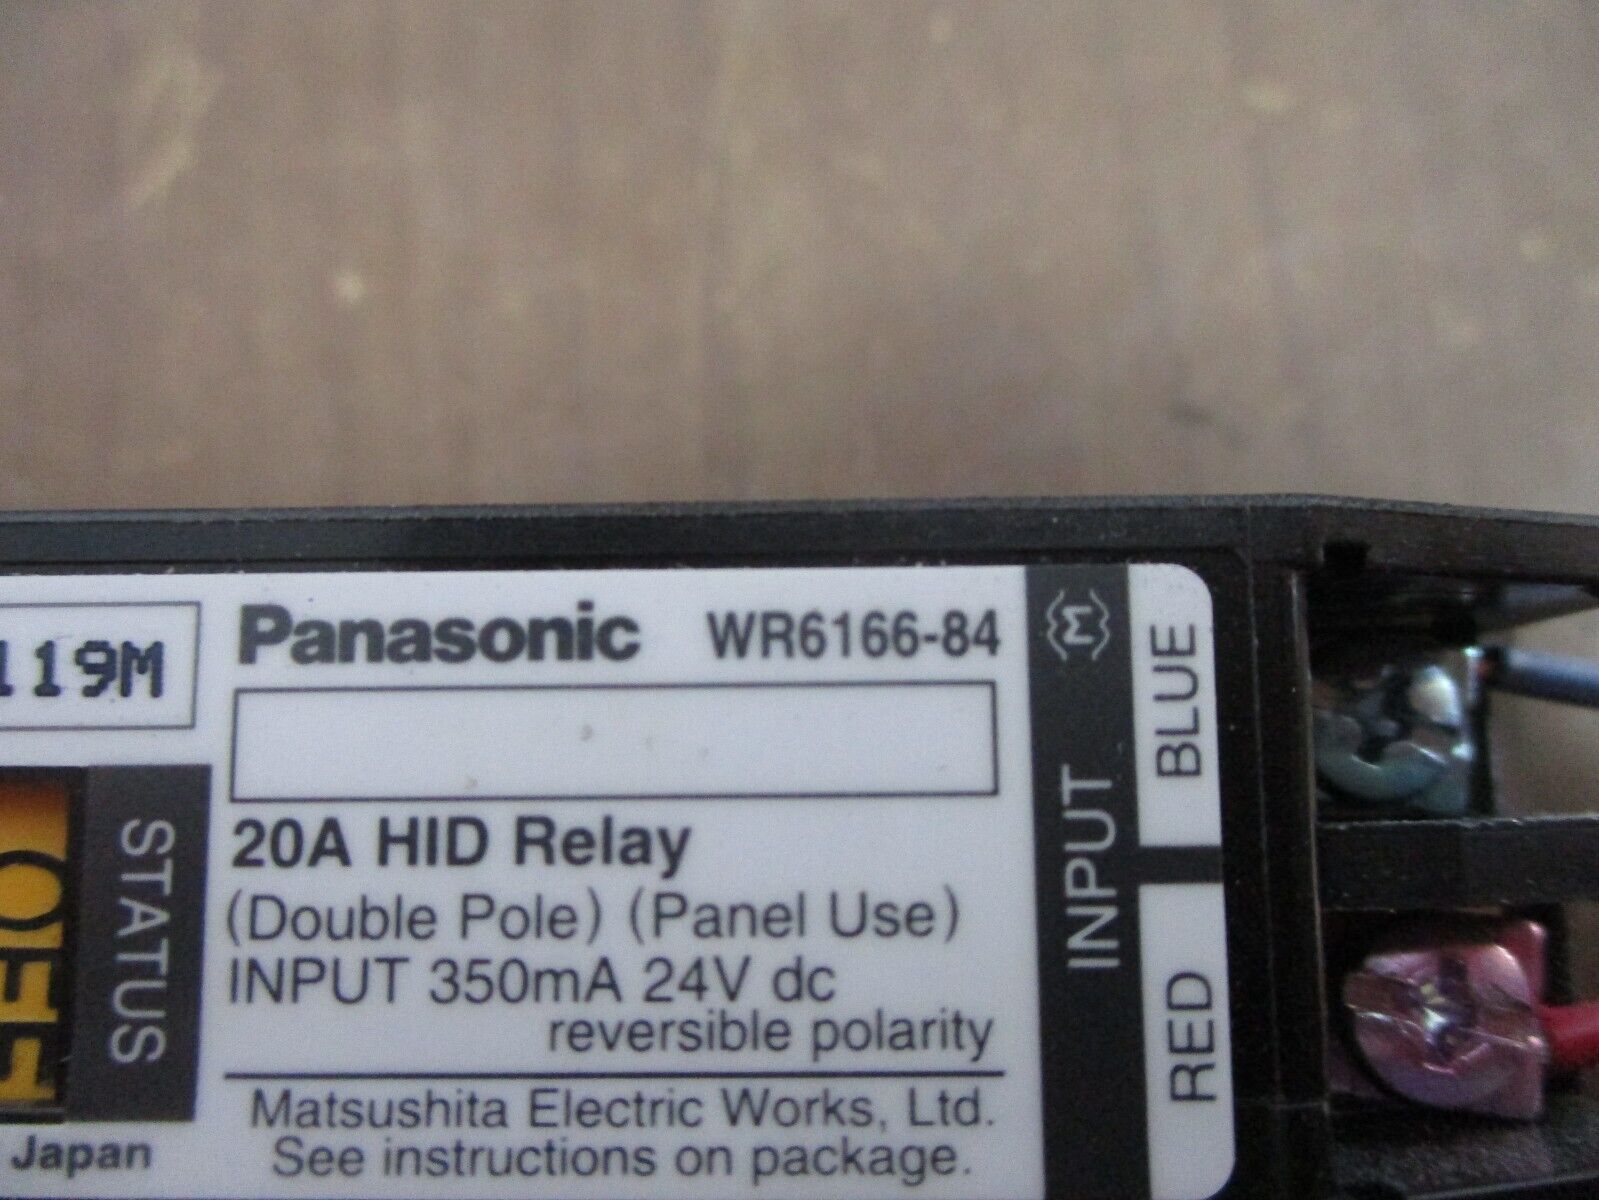 119M
Panasonic WR6166-84
20A HID Relay
(Double Pole) (Panel Use)
INPUT 350mA 24V dc
reversible polarity
Matsushita Electric Works, Ltd.
See instructions on package.
OFF
STATUS
Japan
M
INPUT
BLUE
RED